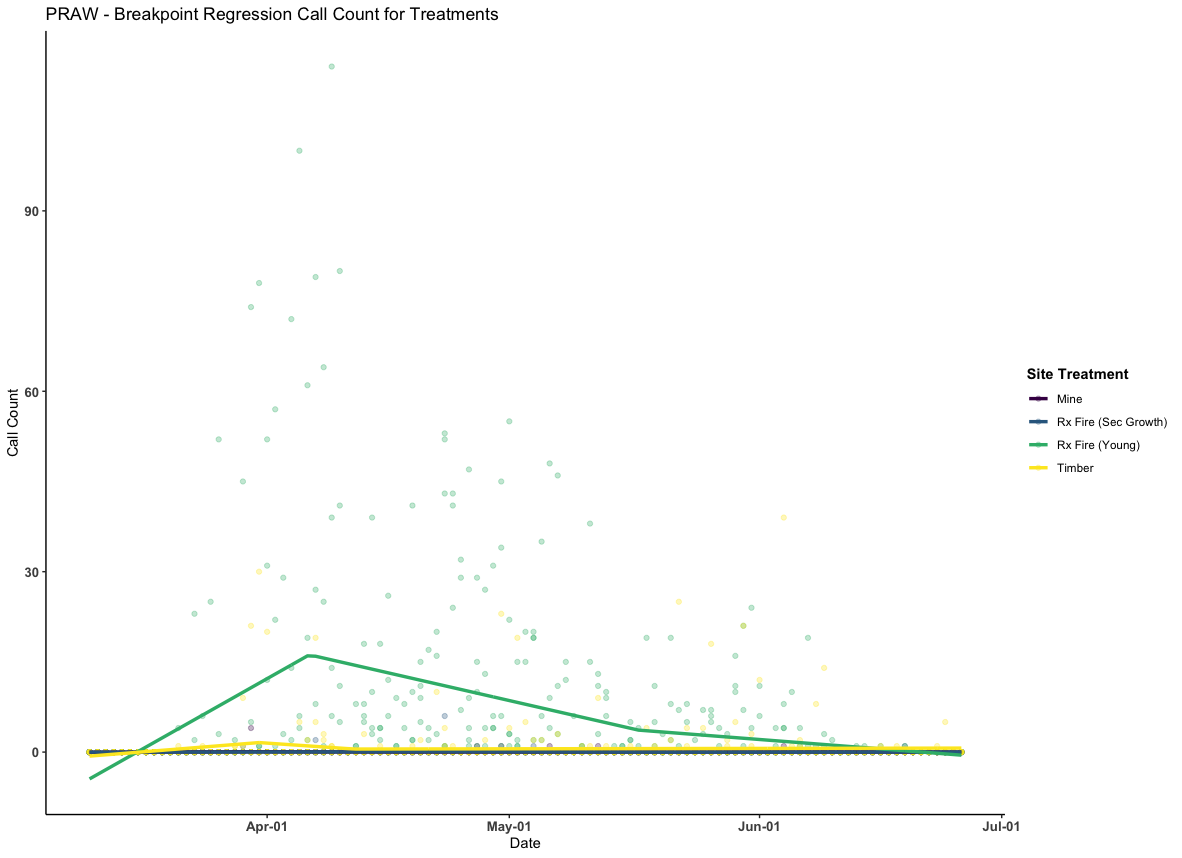 PRAW - Breakpoint Regression Call Count for Treatments
Call Count
90
60
30
0
Apr-01
May-01
Jun-01
Jul-01
Date
Site Treatment
Mine
Rx Fire (Sec Growth)
Rx Fire (Young)
Timber